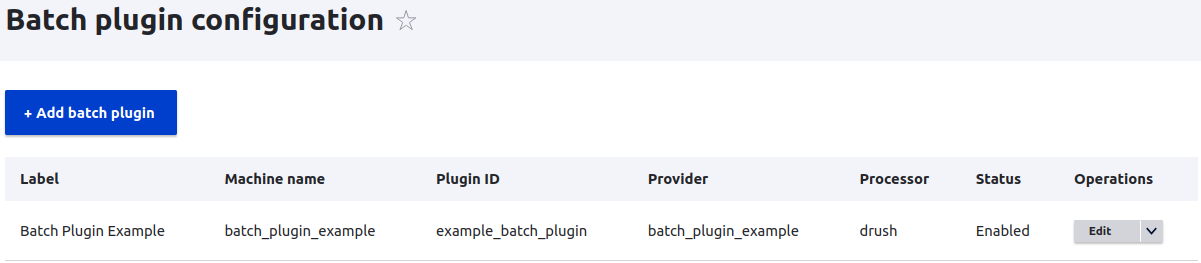 Batch plugin configuration ☆
+ Add batch plugin
Label Machine name Plugin ID Provider Processor Status Operations
Batch Plugin Example batch_plugin_example example_batch_plugin batch_plugin_example drush Enabled Edit